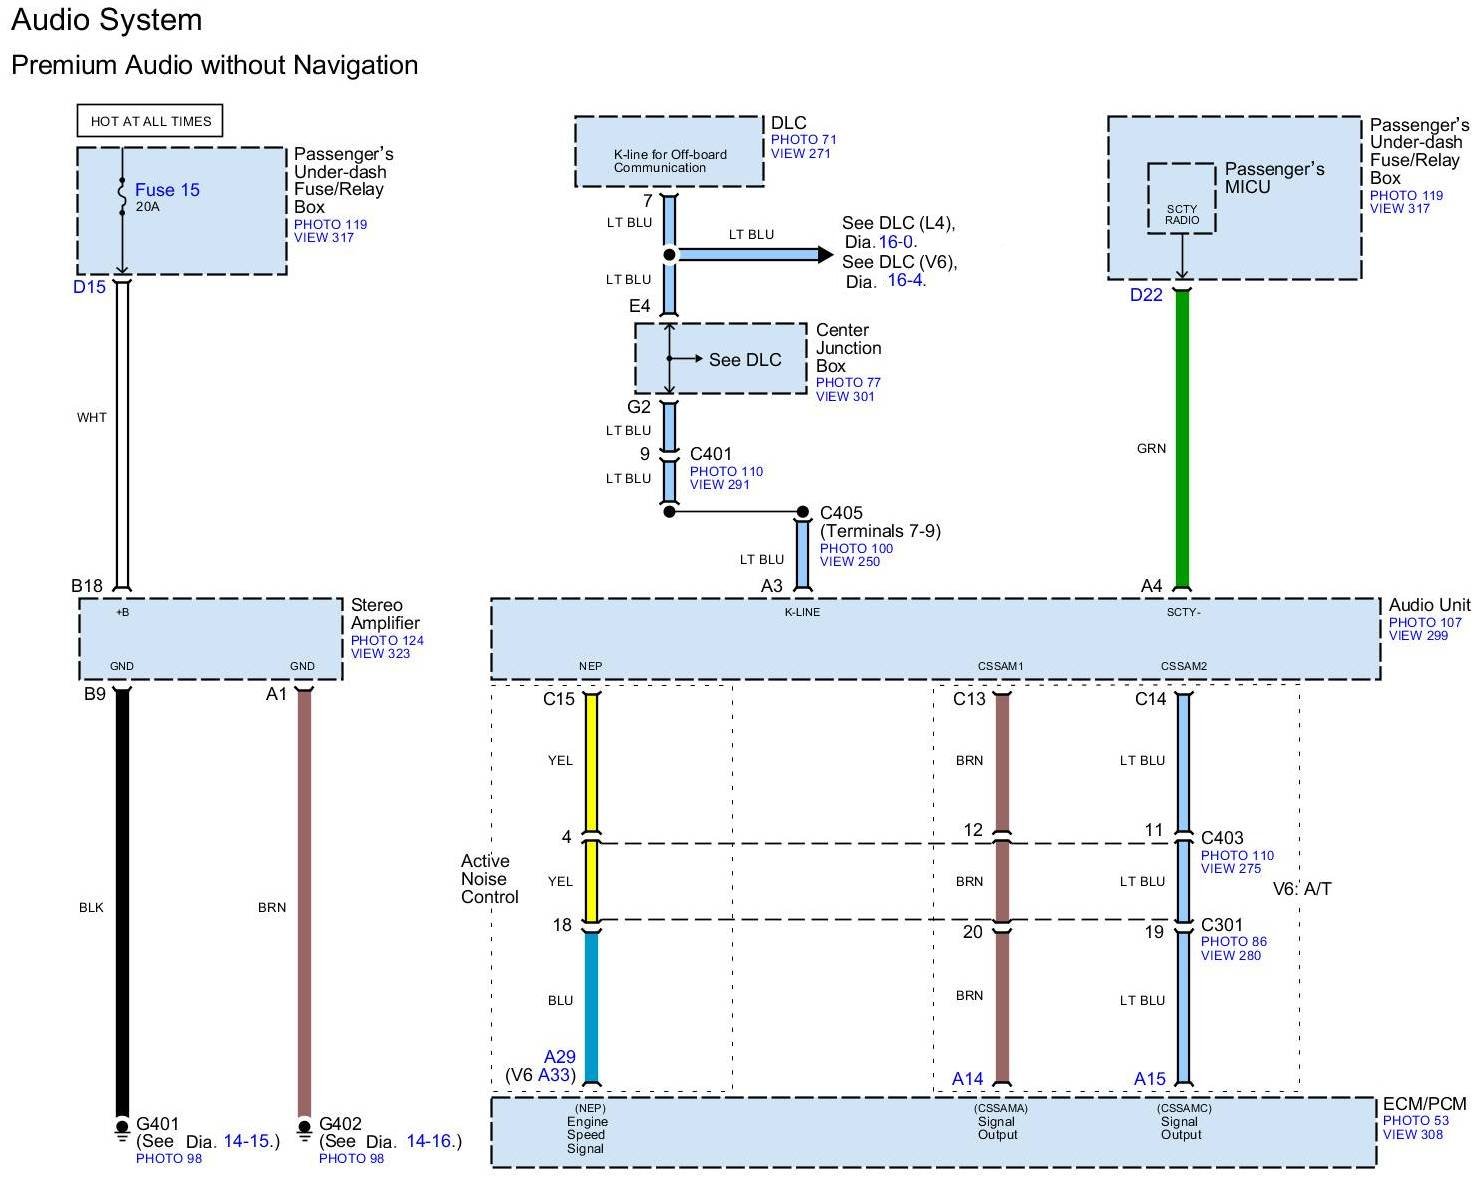 Audio System
Premium Audio without Navigation
HOT AT ALL TIMES
Fuse 15
20A
Passenger's
Under-dash
Fuse/Relay
Box
PHOTO 119
VIEW 317
D15
WHT
B18
+B
Stereo
Amplifier
PHOTO 124
VIEW 323
GND
GND
B9
A1
BLK
BRN
G401
(See Dia. 14-15.)
PHOTO 98
G402
(See Dia. 14-16.)
PHOTO 98
DLC
PHOTO 71
VIEW 271
K-line for Off-board
Communication
7
LT BLU
LT BLU
See DLC (L4),
Dia. 16-0.
See DLC (V6),
Dia. 16-4.
LT BLU
E4
See DLC
Center
Junction
Box
PHOTO 77
VIEW 301
G2
LT BLU
9
C401
PHOTO 110
VIEW 291
LT BLU
C405
(Terminals 7-9)
PHOTO 100
VIEW 250
LT BLU
A3
Passenger's
MICU
SCTY
RADIO
Passenger's
Under-dash
Fuse/Relay
Box
PHOTO 119
VIEW 317
D22
GRN
A4
K-LINE
SCTY-
Audio Unit
PHOTO 107
VIEW 299
NEP
CSSAM1
CSSAM2
C15
C13
C14
YEL
BRN
LT BLU
4
12
11
C403
PHOTO 110
VIEW 275
Active
Noise
Control
YEL
BRN
LT BLU
V6: A/T
18
20
19
C301
PHOTO 86
VIEW 280
BLU
BRN
LT BLU
A29
(V6 A33)
A14
A15
(NEP)
Engine
Speed
Signal
(CSSAMA)
Signal
Output
(CSSAMC)
Signal
Output
ECM/PCM
PHOTO 53
VIEW 308